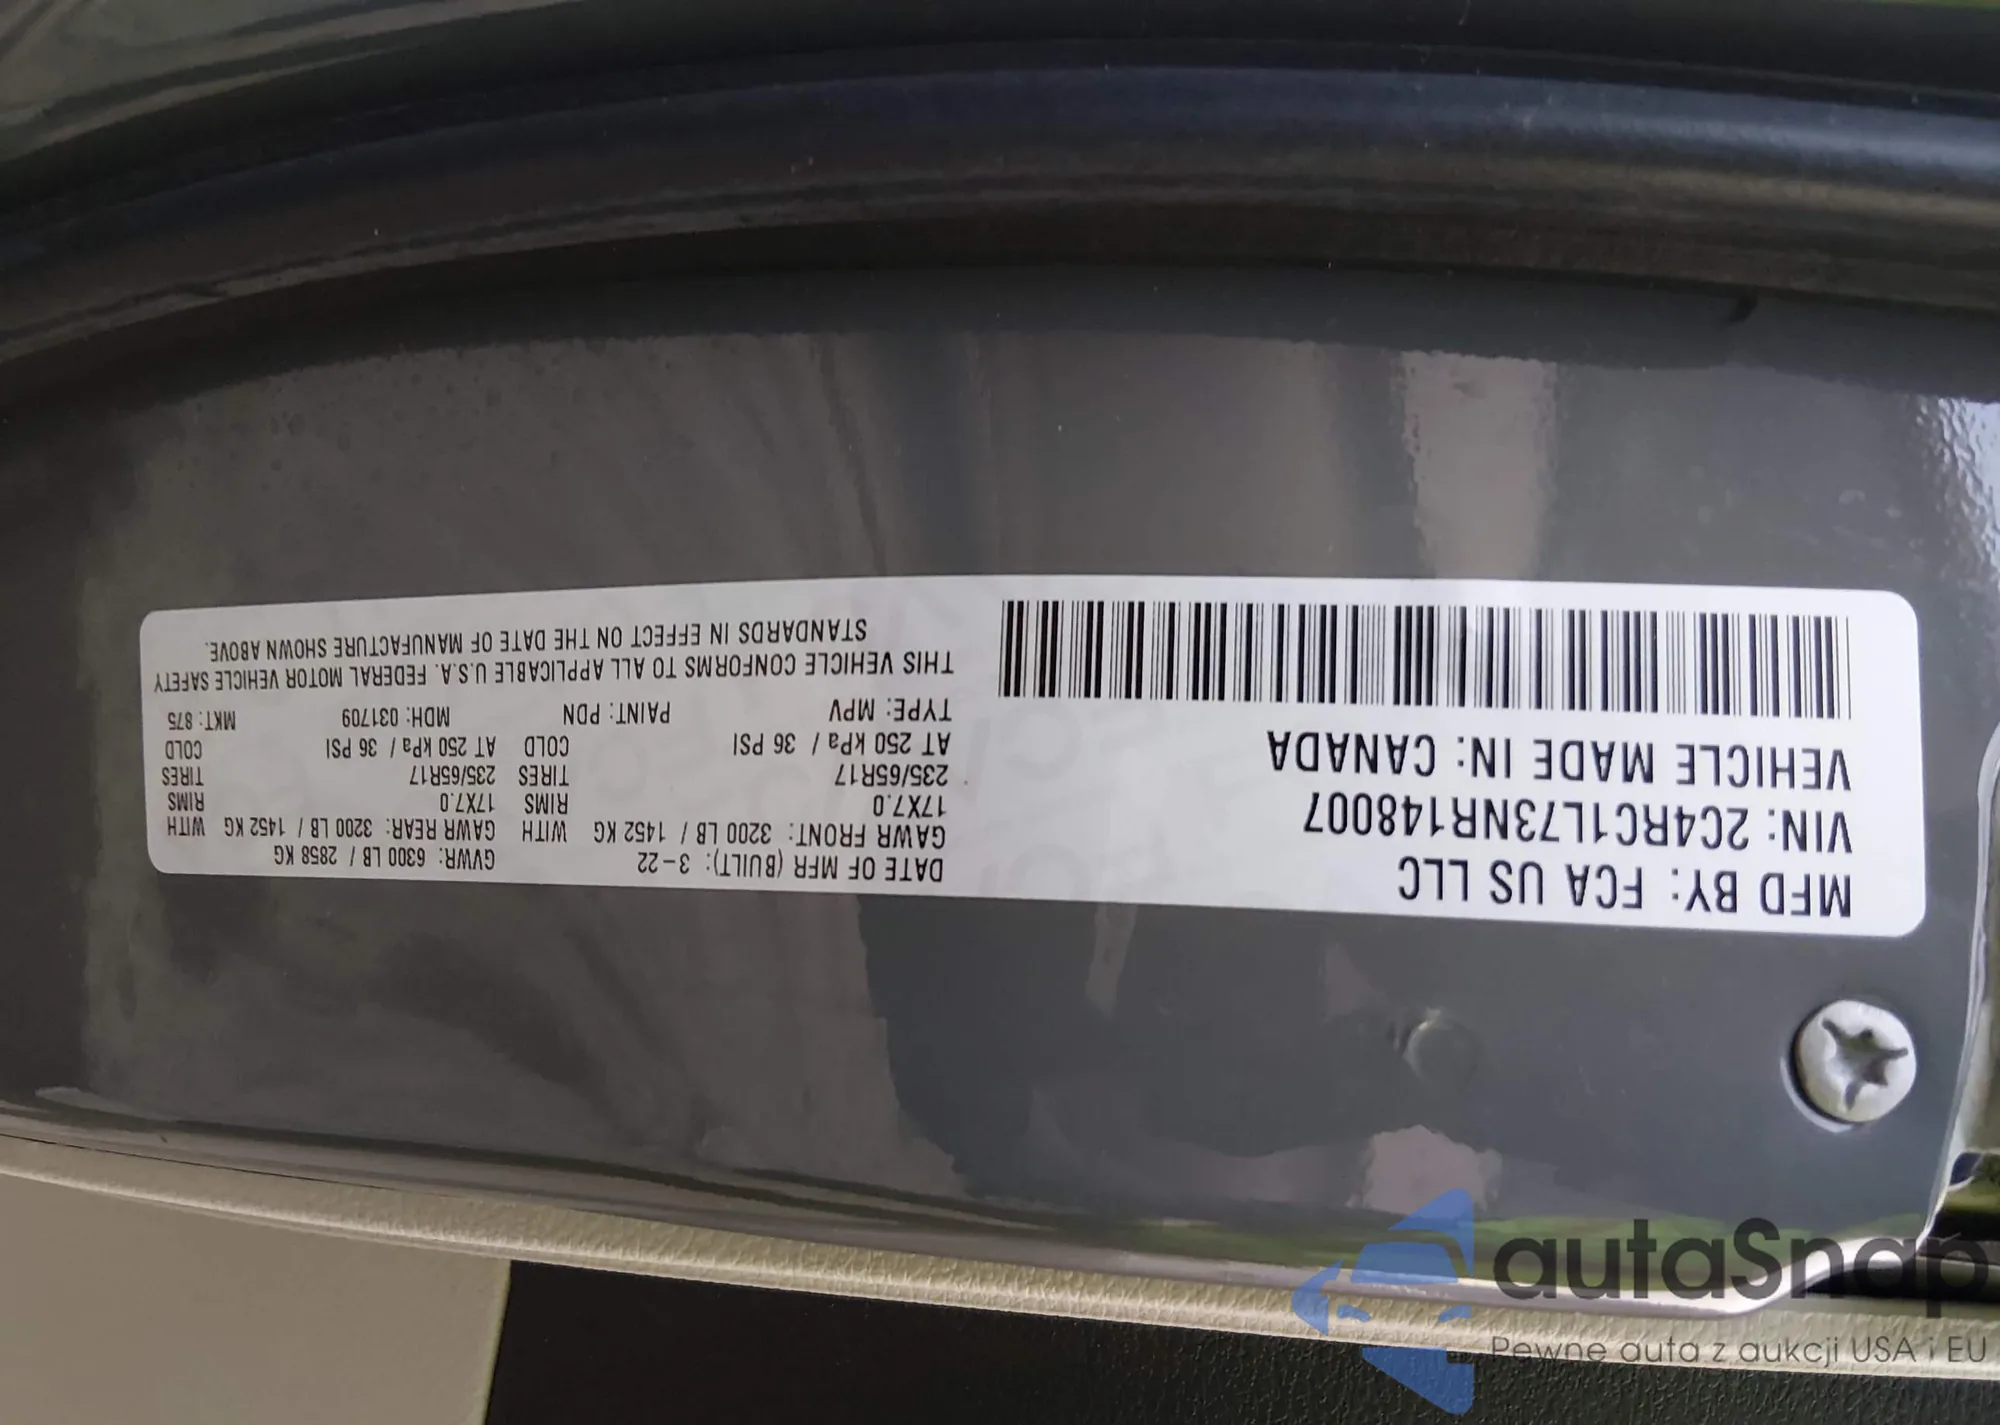 MFD BY: FCA US LLC
VIN: 2C4RC1L73NR148007
VEHICLE MADE IN: CANADA
DATE OF MFR (BUILT): 3-22 GVWR: 6300 LB / 2858 KG
GAWR FRONT: 3200 LB / 1452 KG WITH GAWR REAR: 3200 LB / 1452 KG WITH
17X7.0 RIMS 17X7.0 RIMS
235/65R17 TIRES 235/65R17 TIRES
AT 250 kPa / 36 PSI COLD AT 250 kPa / 36 PSI COLD
TYPE: MPV PAINT: PDN MDH: 031709 MKT: 875
THIS VEHICLE CONFORMS TO ALL APPLICABLE U.S.A. FEDERAL MOTOR VEHICLE SAFETY
STANDARDS IN EFFECT ON THE DATE OF MANUFACTURE SHOWN ABOVE.
autaSnap
Pewne auta z aukcji USA i EU